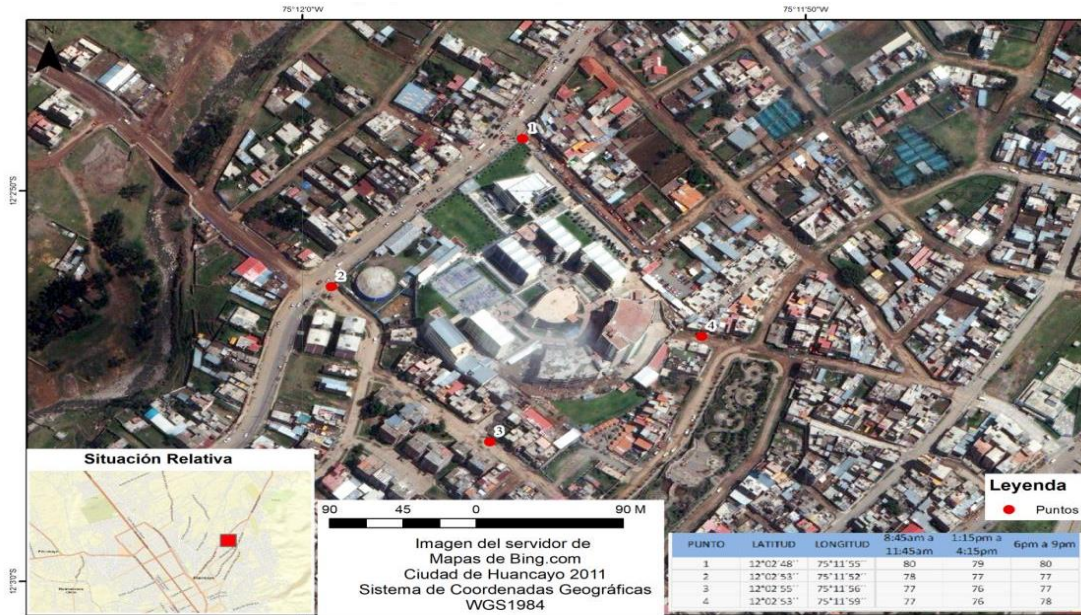 75°12'0"W 75°11'50"W
N
12°2'50"S
1
2
4
3
Situación Relativa
90 45 0 90 M
Imagen del servidor de
Mapas de Bing.com
Ciudad de Huancayo 2011
Sistema de Coordenadas Geográficas
WGS1984
12°3'0"S
Leyenda
Puntos
PUNTO LATITUD LONGITUD 8:45am a 11:45am 1:15pm a 4:15pm 6pm a 9pm
1 12°02´48´´ 75°11´55´´ 80 79 80
2 12°02´53´´ 75°11´52´´ 78 77 77
3 12°02´55´´ 75°11´56´´ 77 76 77
4 12°02´53´´ 75°11´59´´ 77 76 78